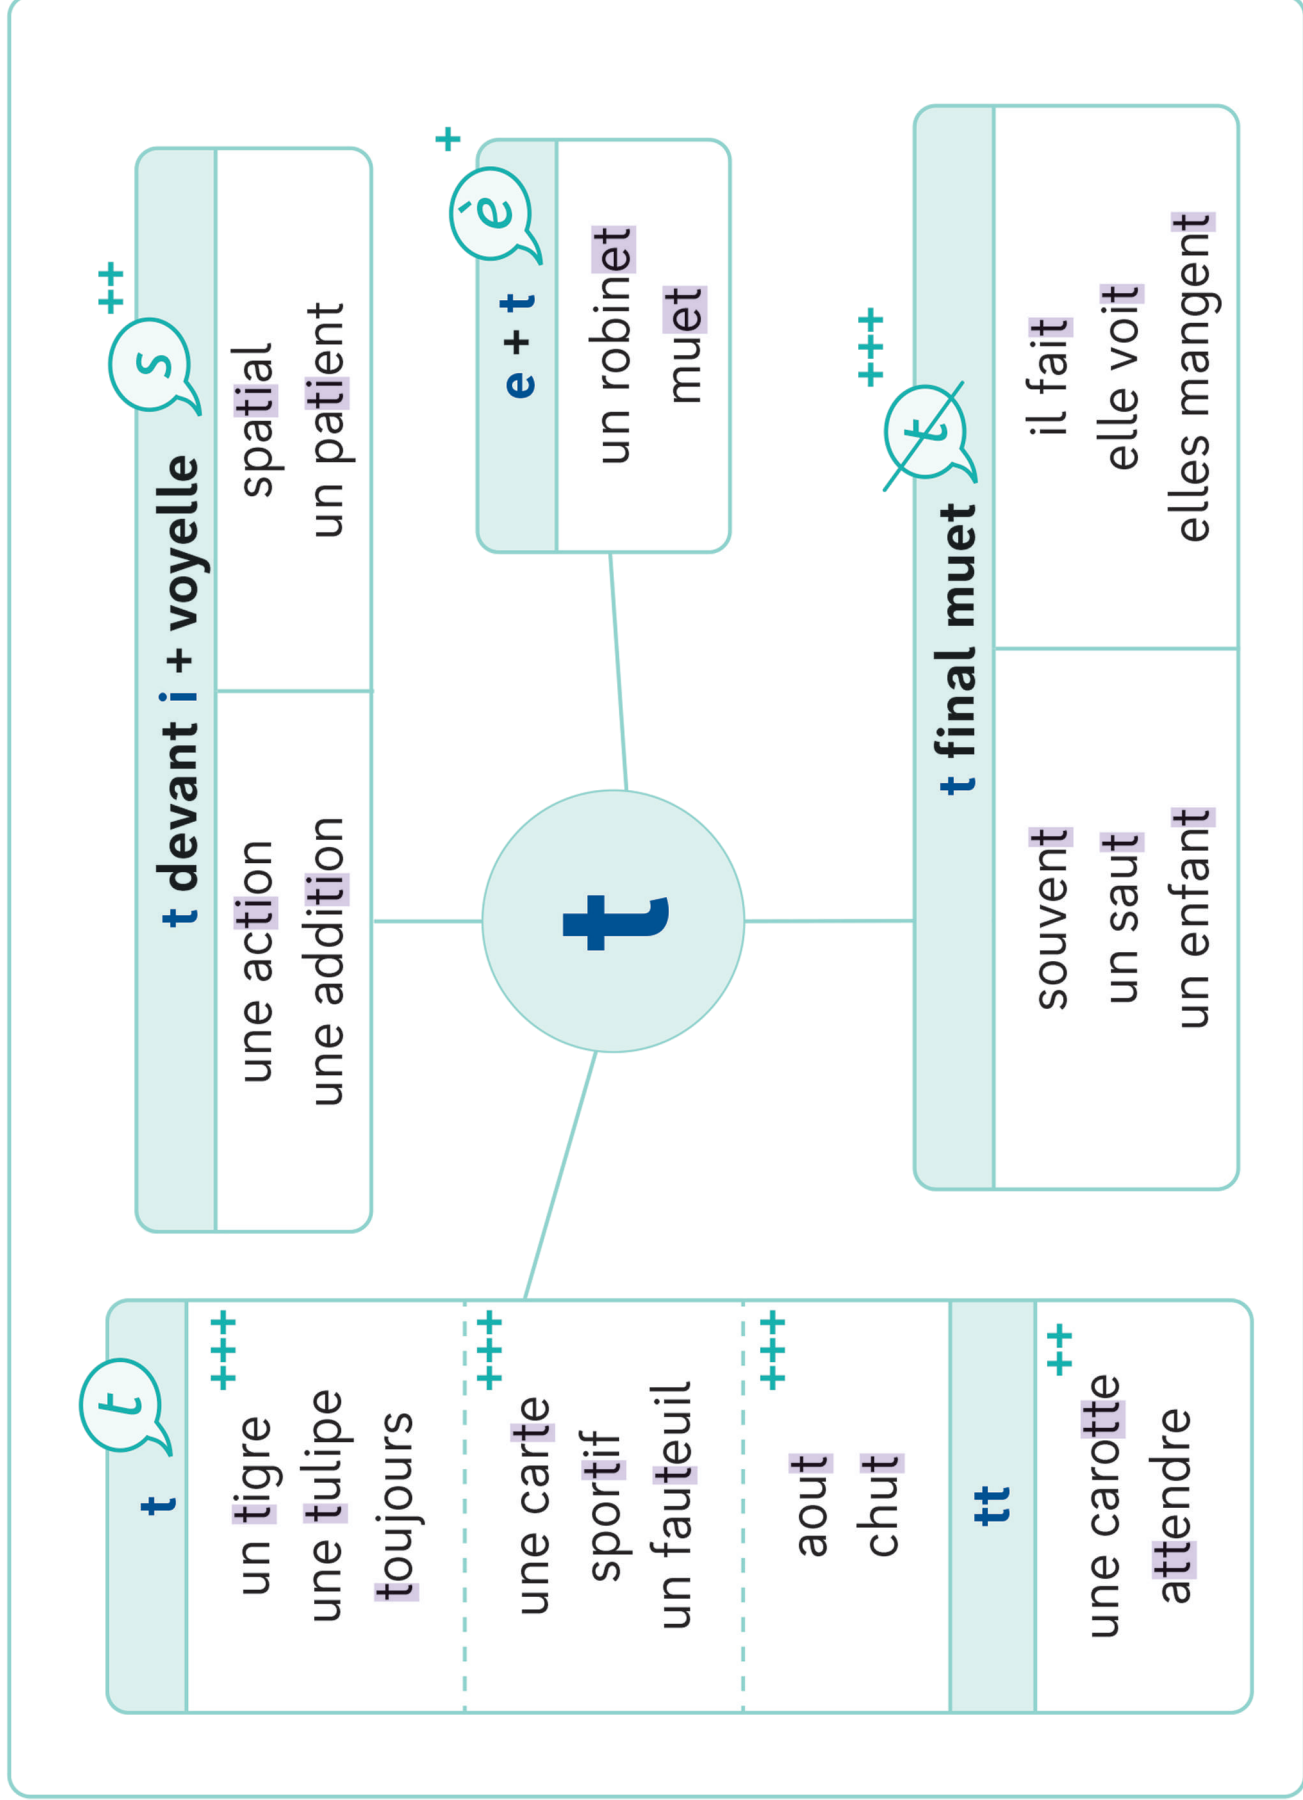 t
t
+++
un tigre
une tulipe
toujours
+++
une carte
sportif
un fauteuil
+++
aout
chut
tt
++
une carotte
attendre
t devant i + voyelle
s
++
une action
une addition
spatial
un patient
t
e + t
è
+
un robinet
muet
t final muet
t
+++
souvent
un saut
un enfant
il fait
elle voit
elles mangent